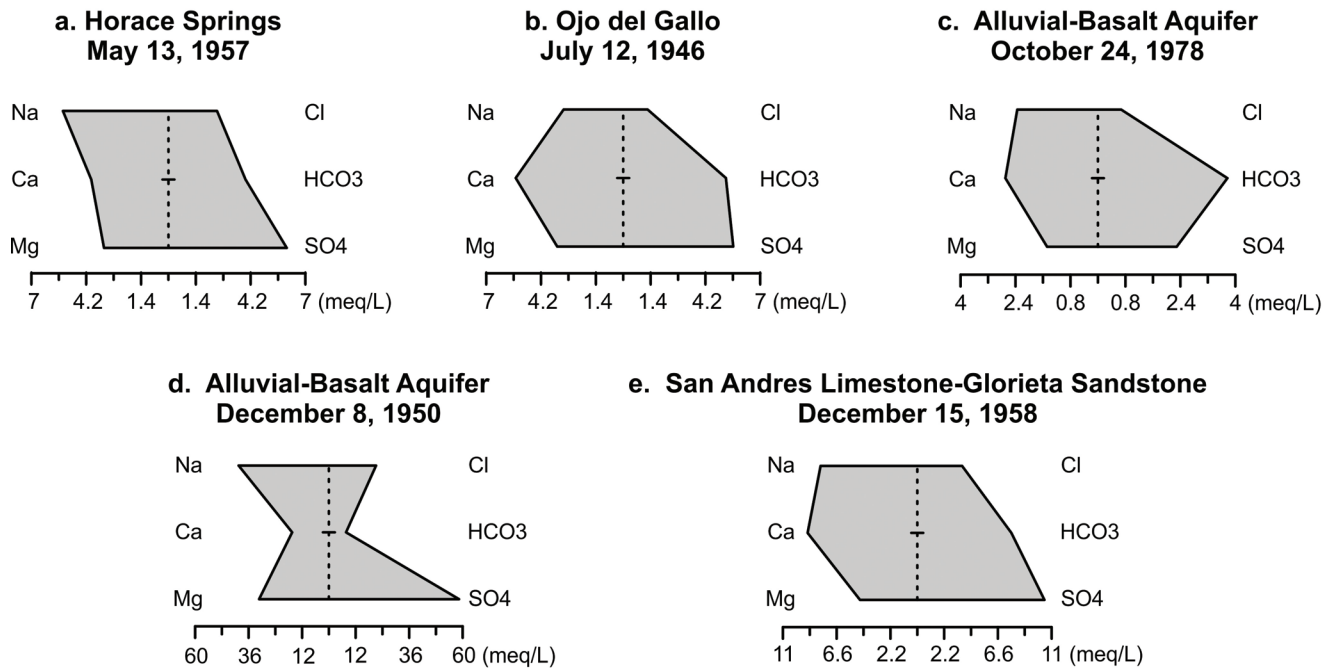 a. Horace Springs
May 13, 1957
Na
Cl
Ca
HCO3
Mg
SO4
7 4.2 1.4 1.4 4.2 7 (meq/L)
b. Ojo del Gallo
July 12, 1946
Na
Cl
Ca
HCO3
Mg
SO4
7 4.2 1.4 1.4 4.2 7
c. Alluvial-Basalt Aquifer
October 24, 1978
Na
Cl
Ca
HCO3
Mg
SO4
4 2.4 0.8 0.8 2.4 4 (meq/L)
d. Alluvial-Basalt Aquifer
December 8, 1950
Na
Cl
Ca
HCO3
Mg
SO4
60 36 12 12 36 60 (meq/L)
e. San Andres Limestone-Glorieta Sandstone
December 15, 1958
Na
Cl
Ca
HCO3
Mg
SO4
11 6.6 2.2 2.2 6.6 11 (meq/L)